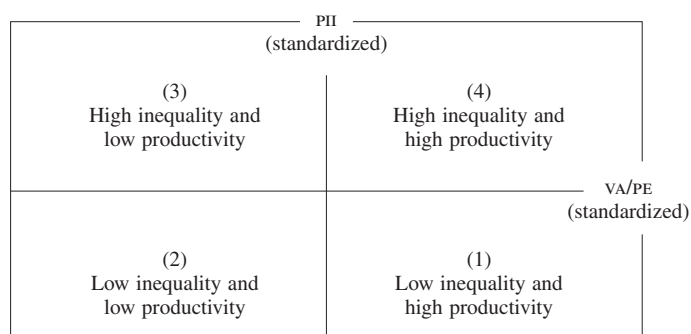 PII
(standardized)
(3)
High inequality and
low productivity
(4)
High inequality and
high productivity
VA/PE
(standardized)
(2)
Low inequality and
low productivity
(1)
Low inequality and
high productivity